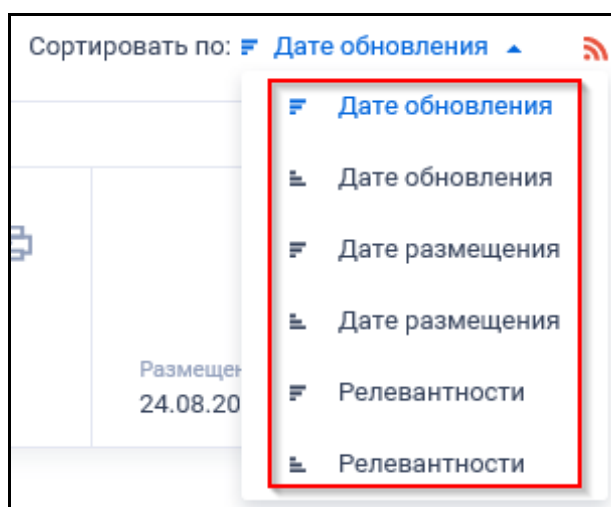 Сортировать по: Дате обновления
Дате обновления
Дате обновления
Дате размещения
Дате размещения
Релевантности
Релевантности
24.08.20